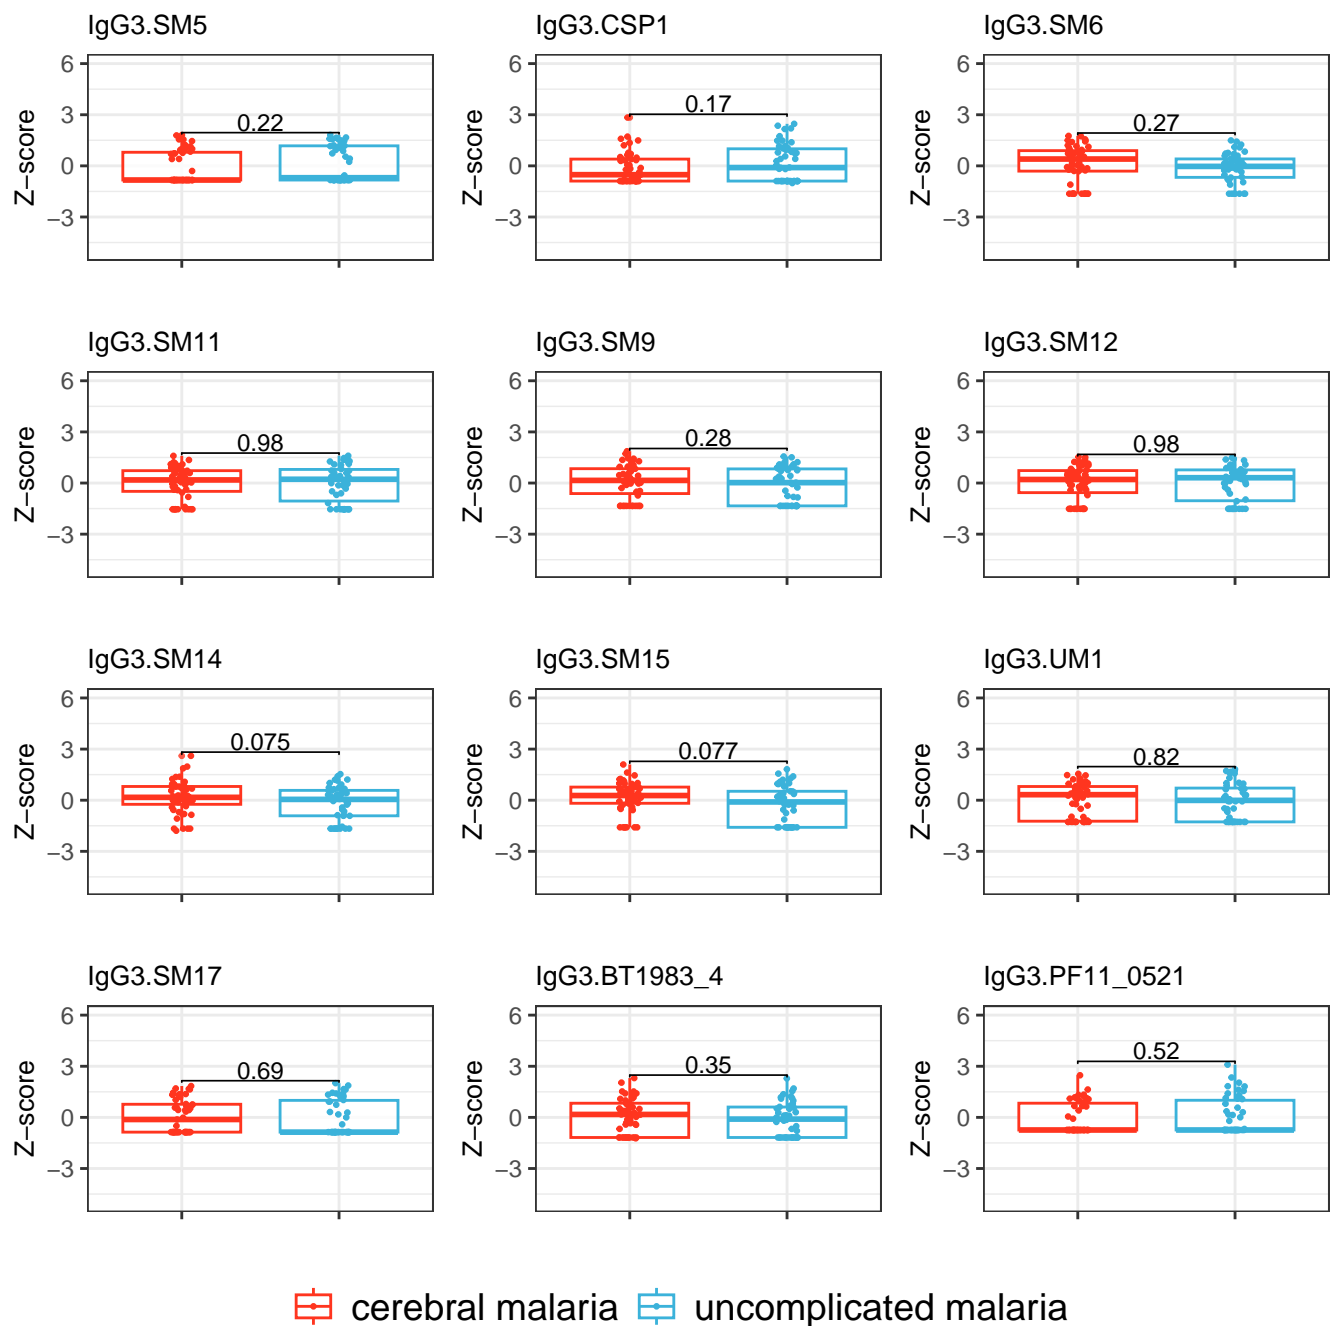 IgG3.SM5 IgG3.CSP1 IgG3.SM6
6 6 6
0.17
3 3 3
0.22 0.27
Z−score Z−score Z−score
0 0 0
−3 −3 −3
IgG3.SM11 IgG3.SM9 IgG3.SM12
6 6 6
3 3 3
0.98 0.28 0.98
Z−score Z−score Z−score
0 0 0
−3 −3 −3
IgG3.SM14 IgG3.SM15 IgG3.UM1
6 6 6
3 3 3
0.075 0.077 0.82
Z−score Z−score Z−score
0 0 0
−3 −3 −3
IgG3.SM17 IgG3.BT1983_4 IgG3.PF11_0521
6 6 6
0.52
3 3 3
0.69 0.35
Z−score Z−score Z−score
0 0 0
−3 −3 −3
cerebral malaria uncomplicated malaria